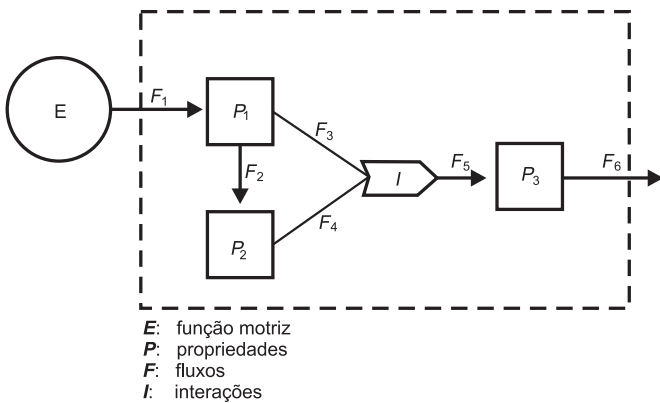 E
F1
P1
F2
F3
P2
F4
I
F5
P3
F6
E: função motriz
P: propriedades
F: fluxos
I: interações